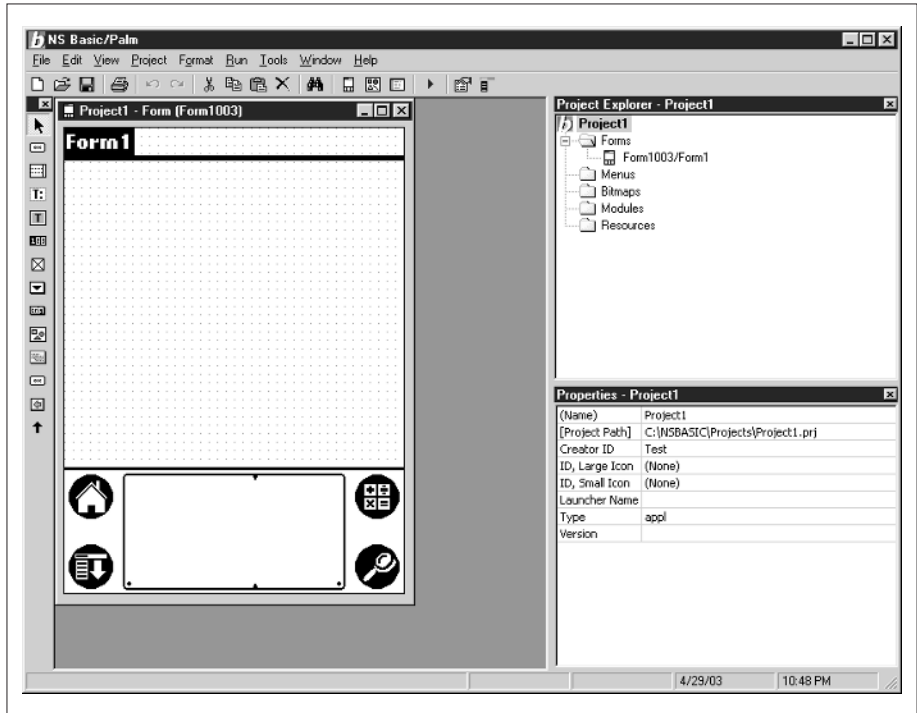 NS Basic/Palm
File Edit View Project Format Run Tools Window Help
Project1 - Form (Form1003)
Form1
Project Explorer - Project1
Project1
Forms
Form1003/Form1
Menus
Bitmaps
Modules
Resources
Properties - Project1
(Name) Project1
[Project Path] C:\NSBASIC\Projects\Project1.prj
Creator ID Test
ID, Large Icon (None)
ID, Small Icon (None)
Launcher Name
Type appl
Version
4/29/03 10:48 PM